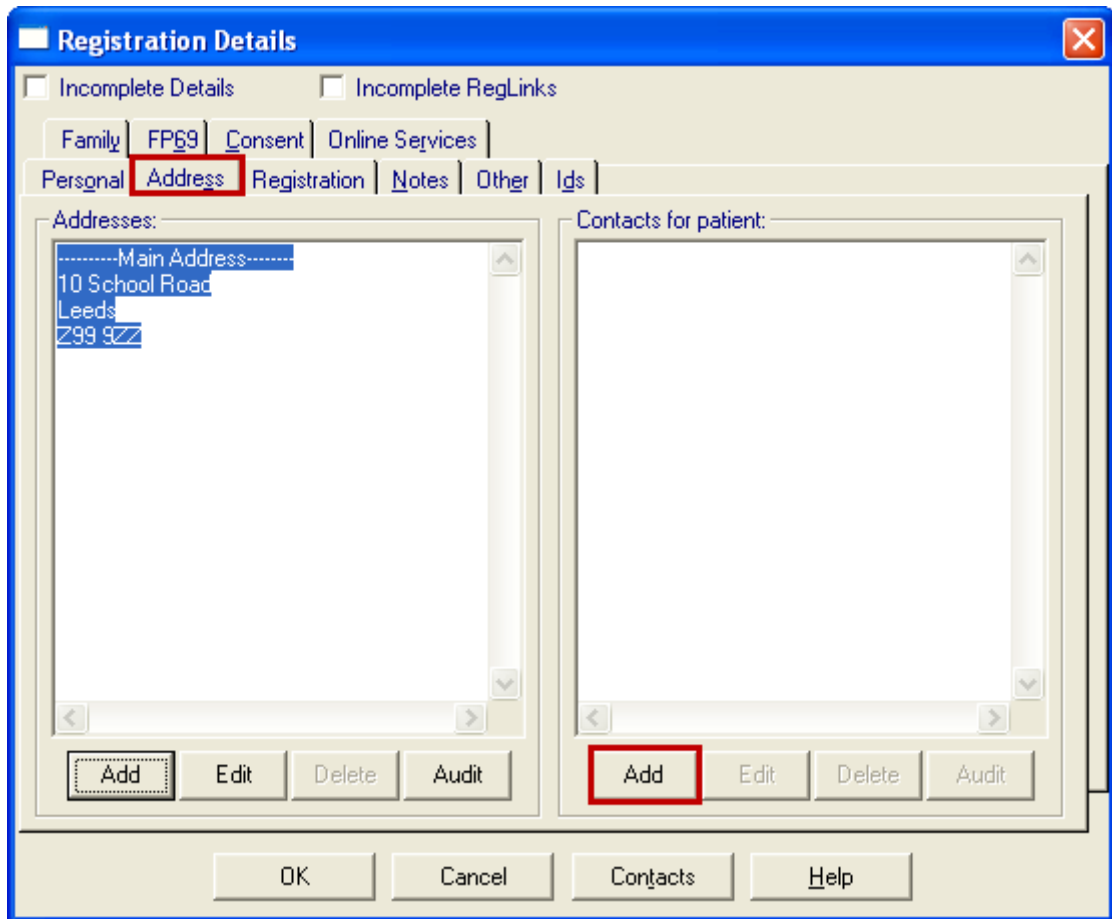 Registration Details
Incomplete Details Incomplete RegLinks
Family FP69 Consent Online Services
Personal Address Registration Notes Other Ids
Addresses: Contacts for patient:
----------Main Address--------
10 School Road
Leeds
Z99 9ZZ
Add Edit Delete Audit Add Edit Delete Audit
OK Cancel Contacts Help